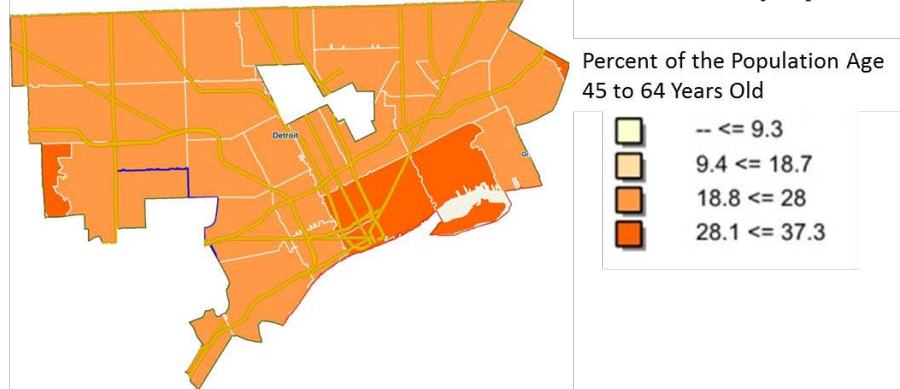 Percent of the Population Age
45 to 64 Years Old
-- <= 9.3
9.4 <= 18.7
18.8 <= 28
28.1 <= 37.3
Detroit